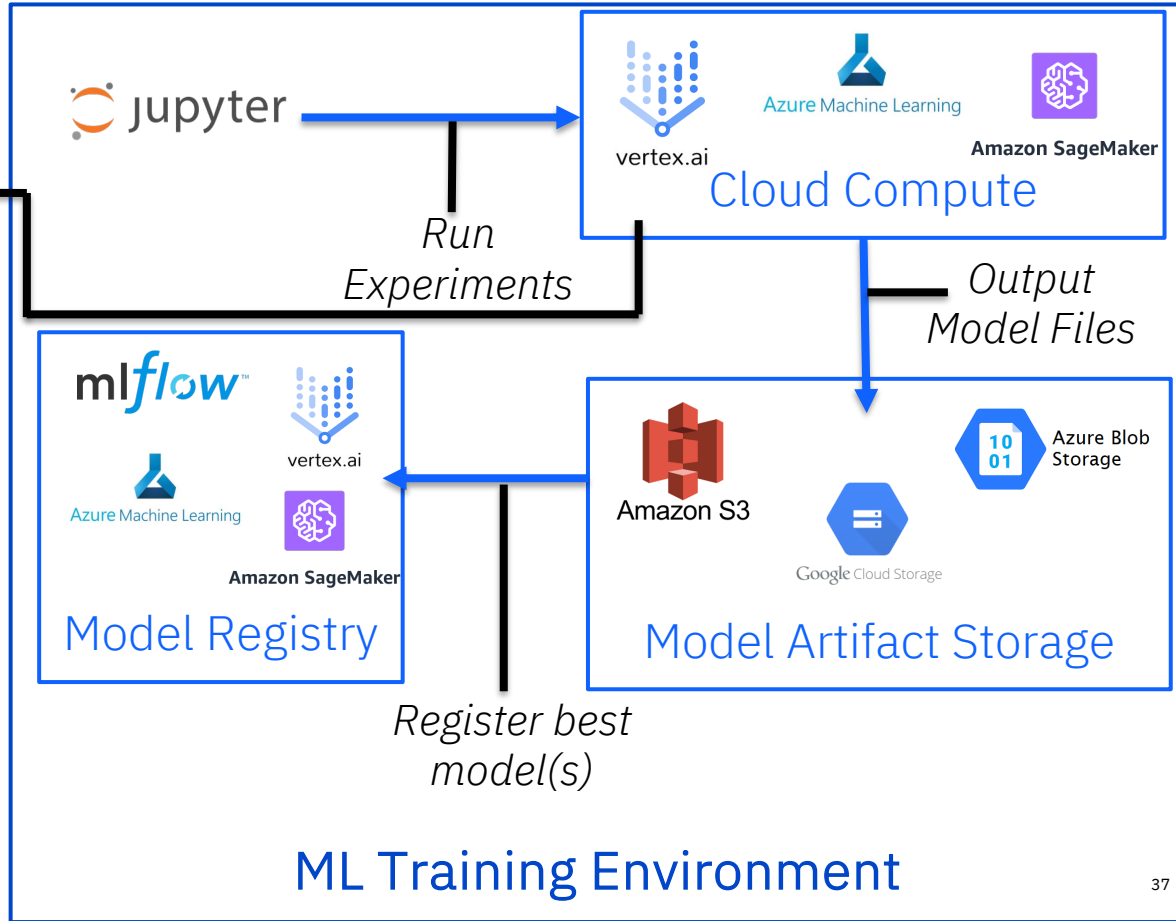 jupyter
vertex.ai
Azure Machine Learning
Amazon SageMaker
Cloud Compute
Run
Experiments
Output
Model Files
mlflow™
vertex.ai
Azure Machine Learning
Amazon SageMaker
Model Registry
Amazon S3
10
01
Azure Blob
Storage
Google Cloud Storage
Model Artifact Storage
Register best
model(s)
ML Training Environment
37